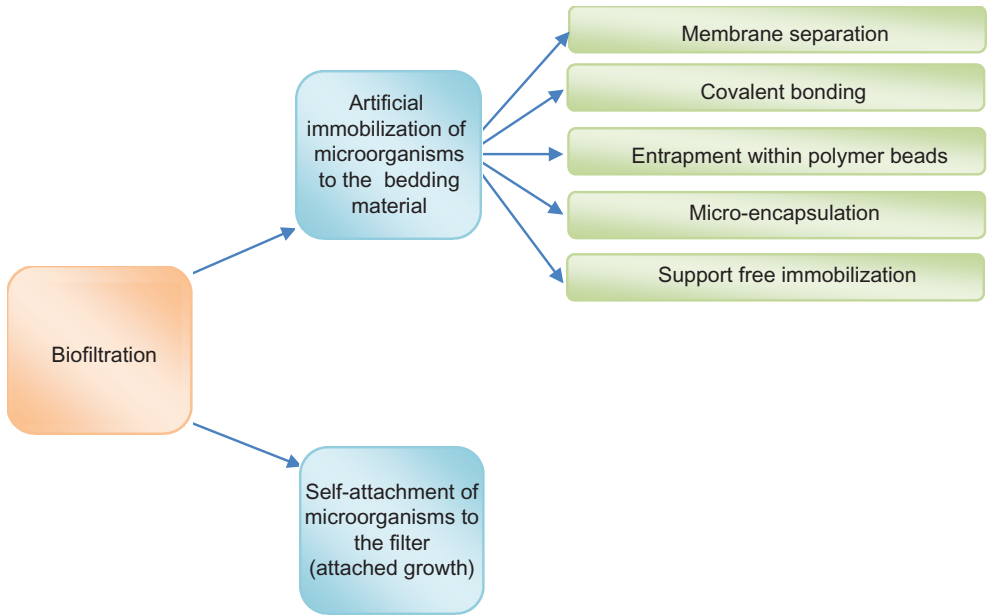 Membrane separation
Artificial
immobilization of
microorganisms
to the bedding
material
Covalent bonding
Entrapment within polymer beads
Micro-encapsulation
Support free immobilization
Biofiltration
Self-attachment of
microorganisms to
the filter
(attached growth)